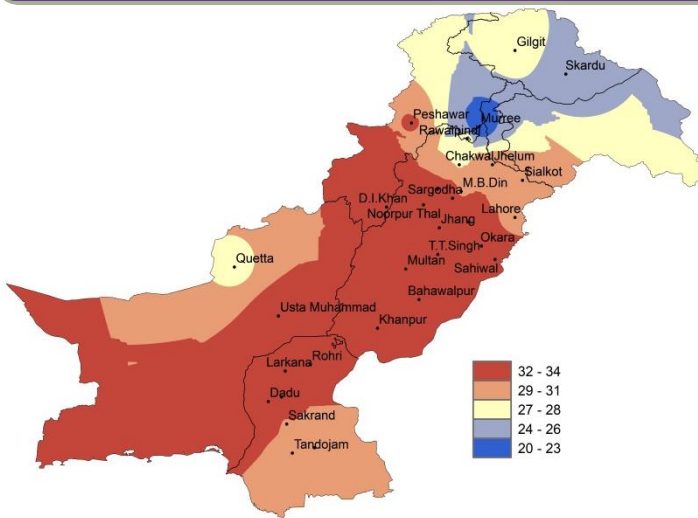 Gilgit
Skardu
Peshawar
Murree
Rawalpindi
Chakwal
Jhelum
Sialkot
Sargodha
M.B.Din
D.I.Khan
Noorpur Thal
Lahore
Jhang
Okara
T.T.Singh
Quetta
Multan
Sahiwal
Bahawalpur
Usta Muhammad
Khanpur
Rohri
Larkana
Dadu
Sakrand
Tandojam
32 - 34
29 - 31
27 - 28
24 - 26
20 - 23